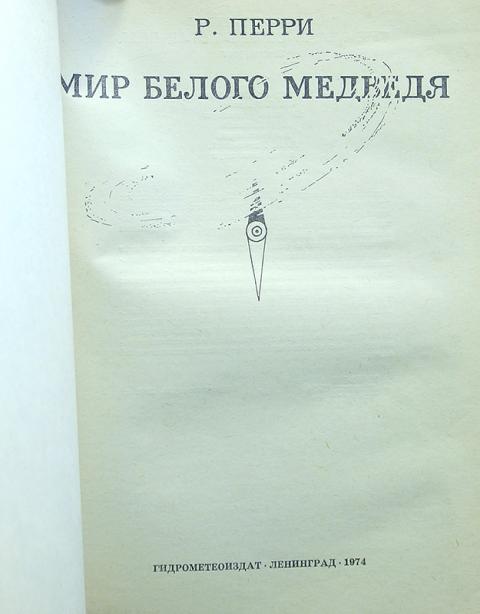 Р. ПЕРРИ
МИР БЕЛОГО МЕДВЕДЯ
ГИДРОМЕТЕОИЗДАТ · ЛЕНИНГРАД · 1974